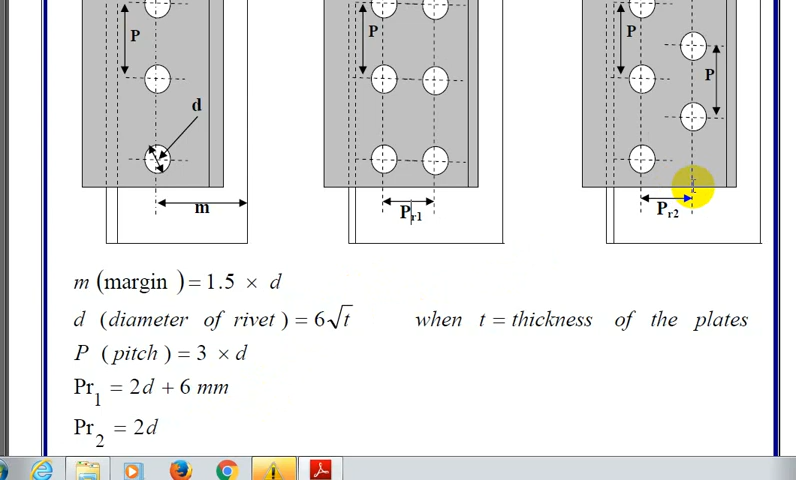 P
P
P
P
d
m
Pr1
Pr2
m (margin ) = 1.5 × d
d (diameter of rivet ) = 6√t when t = thickness of the plates
P ( pitch ) = 3 × d
Pr1 = 2d + 6 mm
Pr2 = 2d